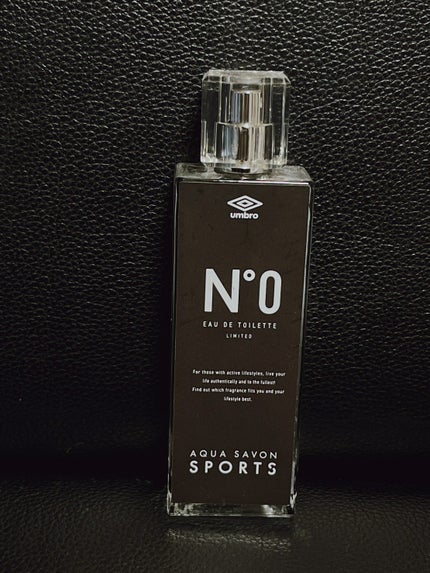 umbro
N°0
EAU DE TOILETTE
LIMITED
For those with active lifestyles, live your
life authentically and to the fullest!
Find out which fragrance fits you and your
lifestyle best.
AQUA SAVON
SPORTS